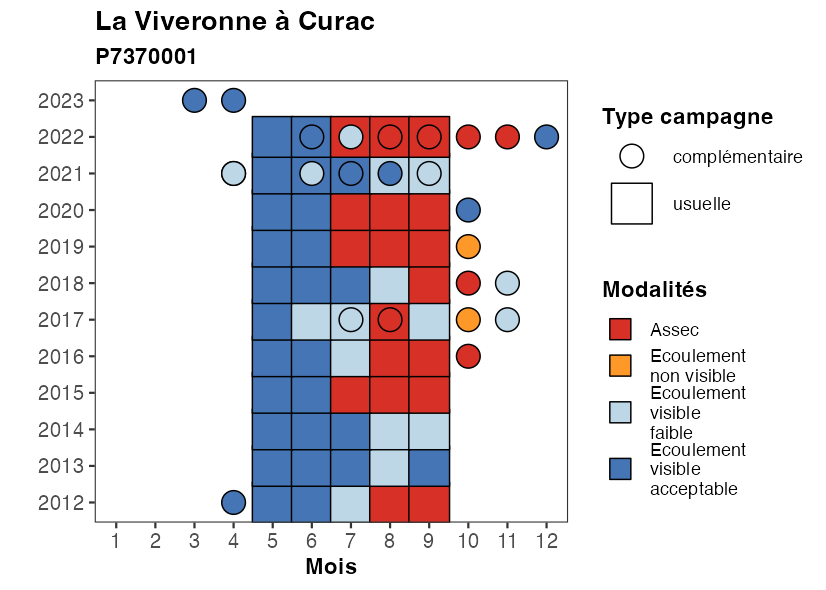 La Viveronne à Curac
P7370001
2023
2022
2021
2020
2019
2018
2017
2016
2015
2014
2013
2012
1 2 3 4 5 6 7 8 9 10 11 12
Mois
Type campagne
complémentaire
usuelle
Modalités
Assec
Ecoulement
non visible
Ecoulement
visible
faible
Ecoulement
visible
acceptable